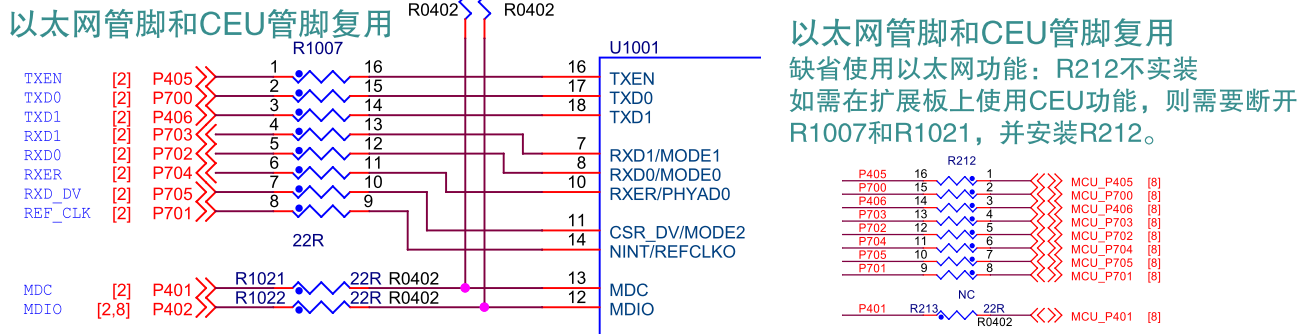 以太网管脚和CEU管脚复用
R0402 R0402
R1007
U1001
TXEN [2] P405 1 16 16 TXEN
TXD0 [2] P700 2 15 17 TXD0
TXD1 [2] P406 3 14 18 TXD1
RXD1 [2] P703 4 13 7 RXD1/MODE1
RXD0 [2] P702 5 12 8 RXD0/MODE0
RXER [2] P704 6 11 10 RXER/PHYAD0
RXD_DV [2] P705 7 10 11 CSR_DV/MODE2
REF_CLK [2] P701 8 9 14 NINT/REFCLKO
22R
MDC [2] P401 R1021 22R R0402 13 MDC
MDIO [2,8] P402 R1022 22R R0402 12 MDIO
以太网管脚和CEU管脚复用
缺省使用以太网功能：R212不实装
如需在扩展板上使用CEU功能，则需要断开
R1007和R1021，并安装R212。
R212
P405 16 1 MCU_P405 [8]
P700 15 2 MCU_P700 [8]
P406 14 3 MCU_P406 [8]
P703 13 4 MCU_P703 [8]
P702 12 5 MCU_P702 [8]
P704 11 6 MCU_P704 [8]
P705 10 7 MCU_P705 [8]
P701 9 8 MCU_P701 [8]
NC
P401 R213 22R MCU_P401 [8]
R0402